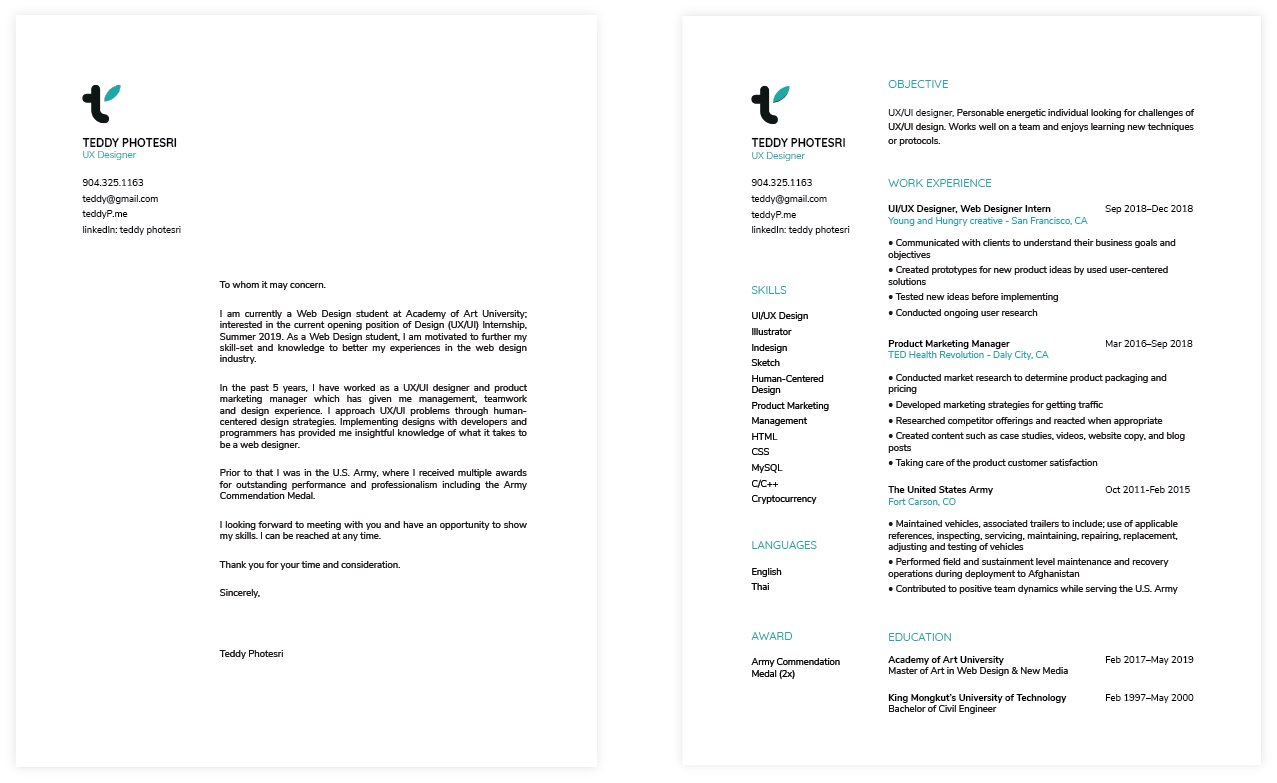 TEDDY PHOTESRI
UX Designer
904.325.1163
teddy@gmail.com
teddyP.me
linkedIn: teddy photesri
To whom it may concern.
I am currently a Web Design student at Academy of Art University;
interested in the current opening position of Design (UX/UI) Internship,
Summer 2019. As a Web Design student, I am motivated to further my
skill-set and knowledge to better my experiences in the web design
industry.
In the past 5 years, I have worked as a UX/UI designer and product
marketing manager which has given me management, teamwork
and design experience. I approach UX/UI problems through human-
centered design strategies. Implementing designs with developers and
programmers has provided me insightful knowledge of what it takes to
be a web designer.
Prior to that I was in the U.S. Army, where I received multiple awards
for outstanding performance and professionalism including the Army
Commendation Medal.
I looking forward to meeting with you and have an opportunity to show
my skills. I can be reached at any time.
Thank you for your time and consideration.
Sincerely,
Teddy Photesri
TEDDY PHOTESRI
UX Designer
904.325.1163
teddy@gmail.com
teddyP.me
linkedIn: teddy photesri
SKILLS
UI/UX Design
Illustrator
Indesign
Sketch
Human-Centered
Design
Product Marketing
Management
HTML
CSS
MySQL
C/C++
Cryptocurrency
LANGUAGES
English
Thai
AWARD
Army Commendation
Medal (2x)
OBJECTIVE
UX/UI designer, Personable energetic individual looking for challenges of
UX/UI design. Works well on a team and enjoys learning new techniques
or protocols.
WORK EXPERIENCE
UI/UX Designer, Web Designer Intern Sep 2018–Dec 2018
Young and Hungry creative - San Francisco, CA
• Communicated with clients to understand their business goals and
objectives
• Created prototypes for new product ideas by used user-centered
solutions
• Tested new ideas before implementing
• Conducted ongoing user research
Product Marketing Manager Mar 2016–Sep 2018
TED Health Revolution - Daly City, CA
• Conducted market research to determine product packaging and
pricing
• Developed marketing strategies for getting traffic
• Researched competitor offerings and reacted when appropriate
• Created content such as case studies, videos, website copy, and blog
posts
• Taking care of the product customer satisfaction
The United States Army Oct 2011-Feb 2015
Fort Carson, CO
• Maintained vehicles, associated trailers to include; use of applicable
references, inspecting, servicing, maintaining, repairing, replacement,
adjusting and testing of vehicles
• Performed field and sustainment level maintenance and recovery
operations during deployment to Afghanistan
• Contributed to positive team dynamics while serving the U.S. Army
EDUCATION
Academy of Art University Feb 2017–May 2019
Master of Art in Web Design & New Media
King Mongkut's University of Technology Feb 1997–May 2000
Bachelor of Civil Engineer